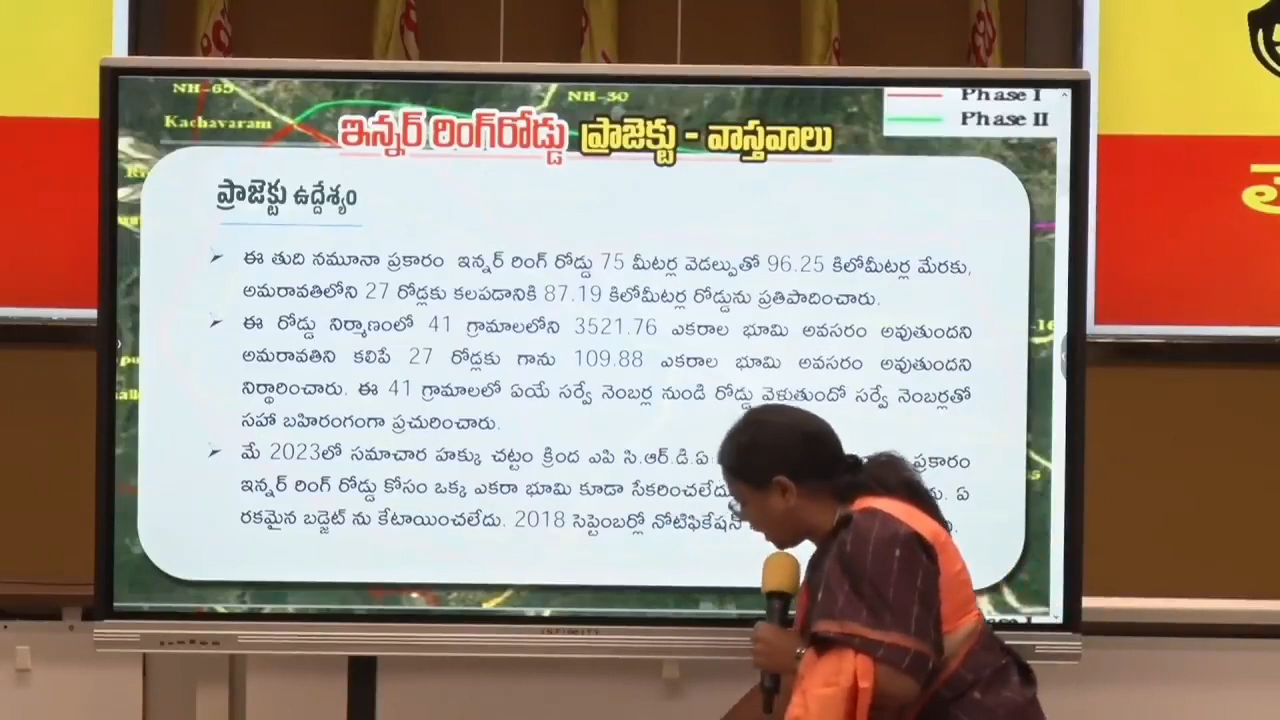 NH-65
NH-30
Phase I
Kachavaram
Phase II
ఇన్నర్ రింగ్‌రోడ్డు ప్రాజెక్టు - వాస్తవాలు
ప్రాజెక్టు ఉద్దేశ్యం
ఈ తుది నమూనా ప్రకారం ఇన్నర్ రింగ్ రోడ్డు 75 మీటర్ల వెడల్పుతో 96.25 కిలోమీటర్ల మేరకు,
అమరావతిలోని 27 రోడ్లకు కలపడానికి 87.19 కిలోమీటర్ల రోడ్డును ప్రతిపాదించారు.
ఈ రోడ్డు నిర్మాణంలో 41 గ్రామాలలోని 3521.76 ఎకరాల భూమి అవసరం అవుతుందని
అమరావతిని కలిపే 27 రోడ్లకు గాను 109.88 ఎకరాల భూమి అవసరం అవుతుందని
నిర్థారించారు. ఈ 41 గ్రామాలలో ఏయే సర్వే నెంబర్ల నుండి రోడ్డు వెళుతుందో సర్వే నెంబర్లతో
సహా బహిరంగంగా ప్రచురించారు.
మే 2023లో సమాచార హక్కు చట్టం క్రింద ఎపి సి.ఆర్.డి.ఏ ప్రకారం
ఇన్నర్ రింగ్ రోడ్డు కోసం ఒక్క ఎకరా భూమి కూడా సేకరించలేదు ఏ
రకమైన బడ్జెట్ ను కేటాయించలేదు. 2018 సెప్టెంబర్లో నోటిఫికేషన్